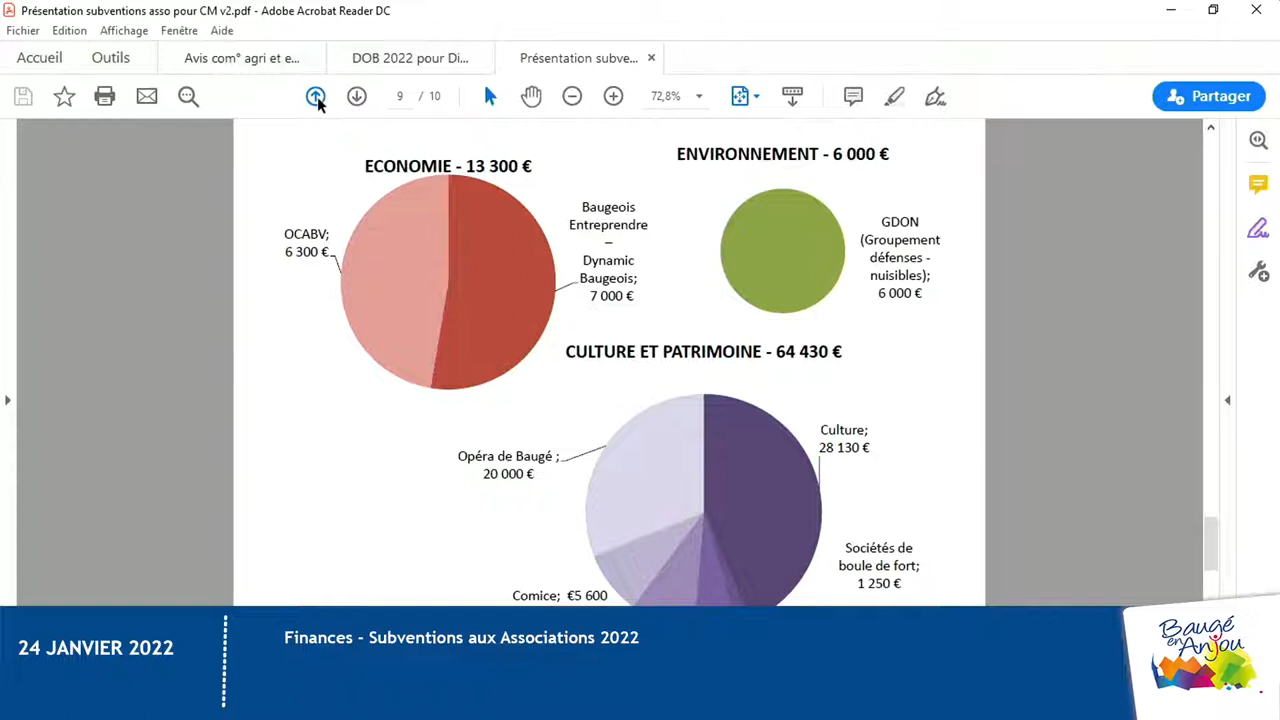 Présentation subventions asso pour CM v2.pdf - Adobe Acrobat Reader DC
Fichier Edition Affichage Fenêtre Aide
Accueil Outils Avis com° agri et e... DOB 2022 pour Di... Présentation subve... ×
9 / 10 72,8% Partager
ECONOMIE - 13 300 €
OCABV;
6 300 €
Baugeois
Entreprendre
–
Dynamic
Baugeois;
7 000 €
ENVIRONNEMENT - 6 000 €
GDON
(Groupement
défenses -
nuisibles);
6 000 €
CULTURE ET PATRIMOINE - 64 430 €
Opéra de Baugé ;
20 000 €
Culture;
28 130 €
Sociétés de
boule de fort;
1 250 €
Comice; €5 600
24 JANVIER 2022
Finances - Subventions aux Associations 2022
Baugé
en
Anjou